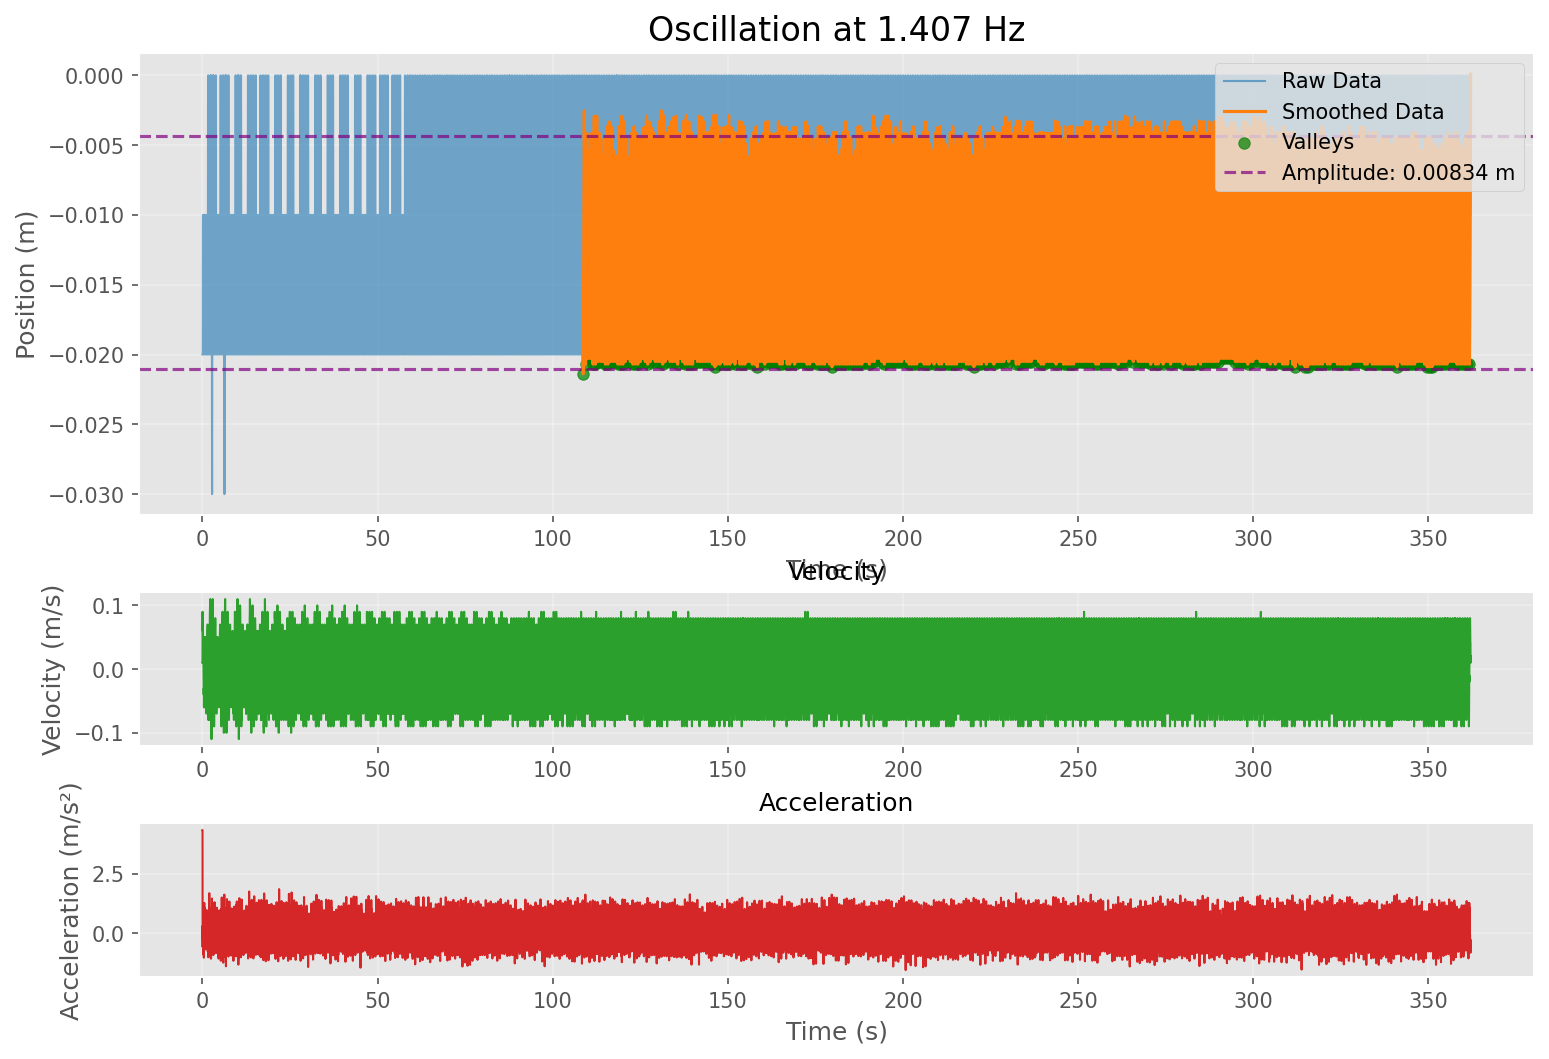 Oscillation at 1.407 Hz
Position (m)
0.000
−0.005
−0.010
−0.015
−0.020
−0.025
−0.030
Raw Data
Smoothed Data
Valleys
Amplitude: 0.00834 m
0 50 100 150 200 250 300 350
Time (s)
Velocity
Velocity (m/s)
0.1
0.0
−0.1
0 50 100 150 200 250 300 350
Acceleration
Acceleration (m/s²)
2.5
0.0
0 50 100 150 200 250 300 350
Time (s)